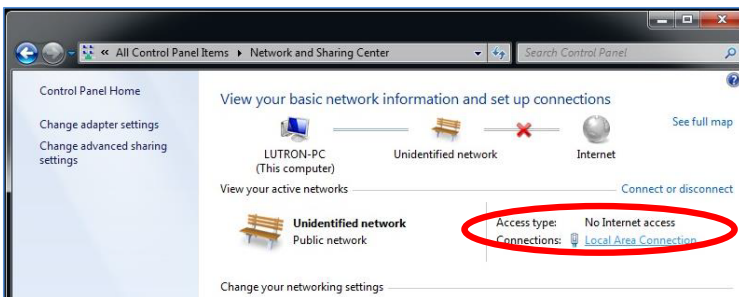 « All Control Panel Items ▸ Network and Sharing Center
Search Control Panel
Control Panel Home
Change adapter settings
Change advanced sharing
settings
View your basic network information and set up connections
See full map
LUTRON-PC
(This computer)
Unidentified network
Internet
View your active networks
Connect or disconnect
Unidentified network
Public network
Access type: No Internet access
Connections: Local Area Connection
Change your networking settings